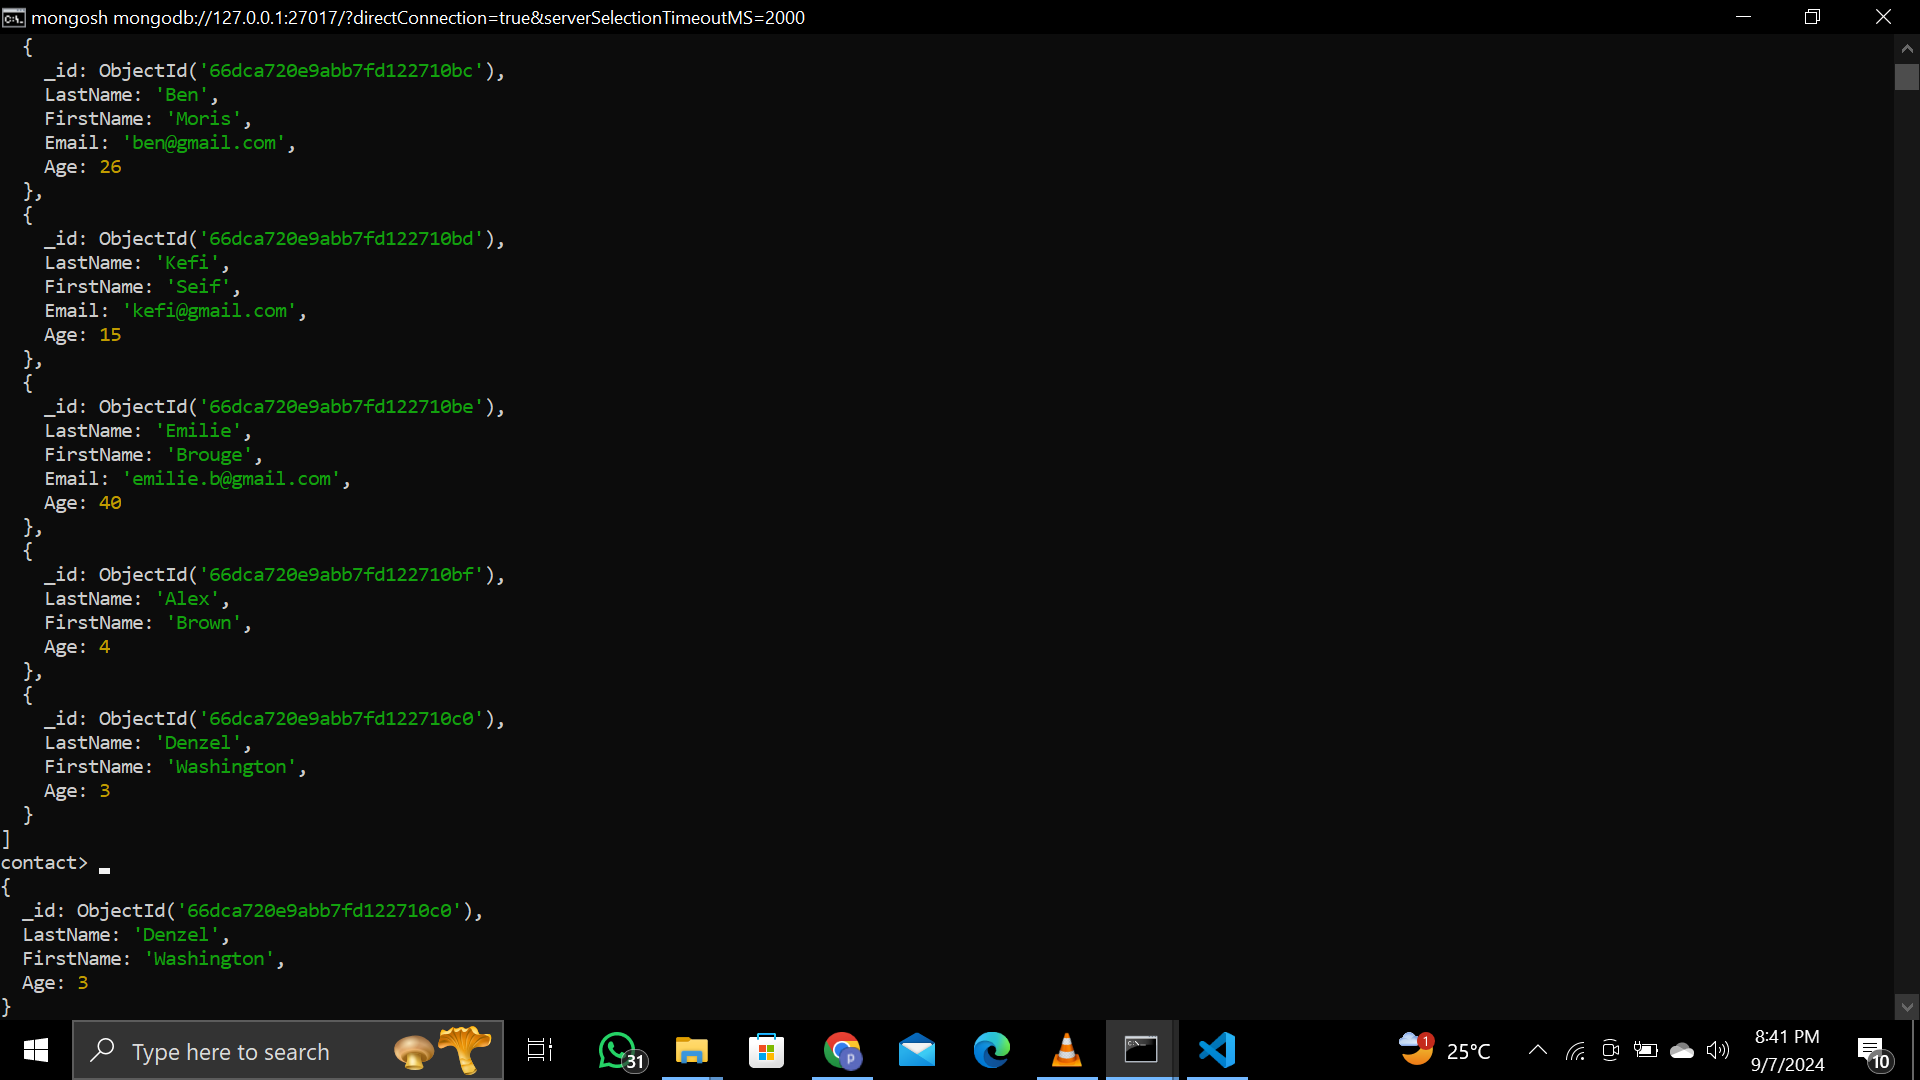 mongosh mongodb://127.0.0.1:27017/?directConnection=true&serverSelectionTimeoutMS=2000
{
_id: ObjectId('66dca720e9abb7fd122710bc'),
LastName: 'Ben',
FirstName: 'Moris',
Email: 'ben@gmail.com',
Age: 26
},
{
_id: ObjectId('66dca720e9abb7fd122710bd'),
LastName: 'Kefi',
FirstName: 'Seif',
Email: 'kefi@gmail.com',
Age: 15
},
{
_id: ObjectId('66dca720e9abb7fd122710be'),
LastName: 'Emilie',
FirstName: 'Brouge',
Email: 'emilie.b@gmail.com',
Age: 40
},
{
_id: ObjectId('66dca720e9abb7fd122710bf'),
LastName: 'Alex',
FirstName: 'Brown',
Age: 4
},
{
_id: ObjectId('66dca720e9abb7fd122710c0'),
LastName: 'Denzel',
FirstName: 'Washington',
Age: 3
}
]
contact>
{
_id: ObjectId('66dca720e9abb7fd122710c0'),
LastName: 'Denzel',
FirstName: 'Washington',
Age: 3
}
Type here to search
31
p
1
25°C
8:41 PM
9/7/2024
10